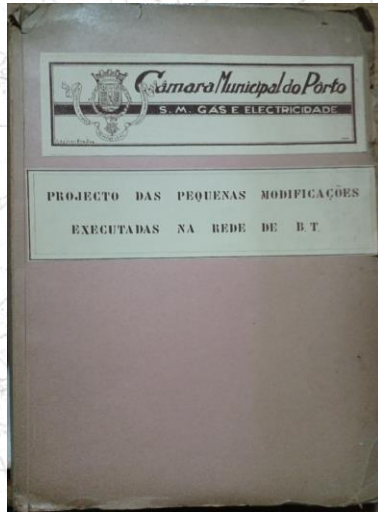 Câmara Municipal do Porto
S. M. GÁS E ELECTRICIDADE
PROJECTO DAS PEQUENAS MODIFICAÇÕES
EXECUTADAS NA REDE DE B. T.